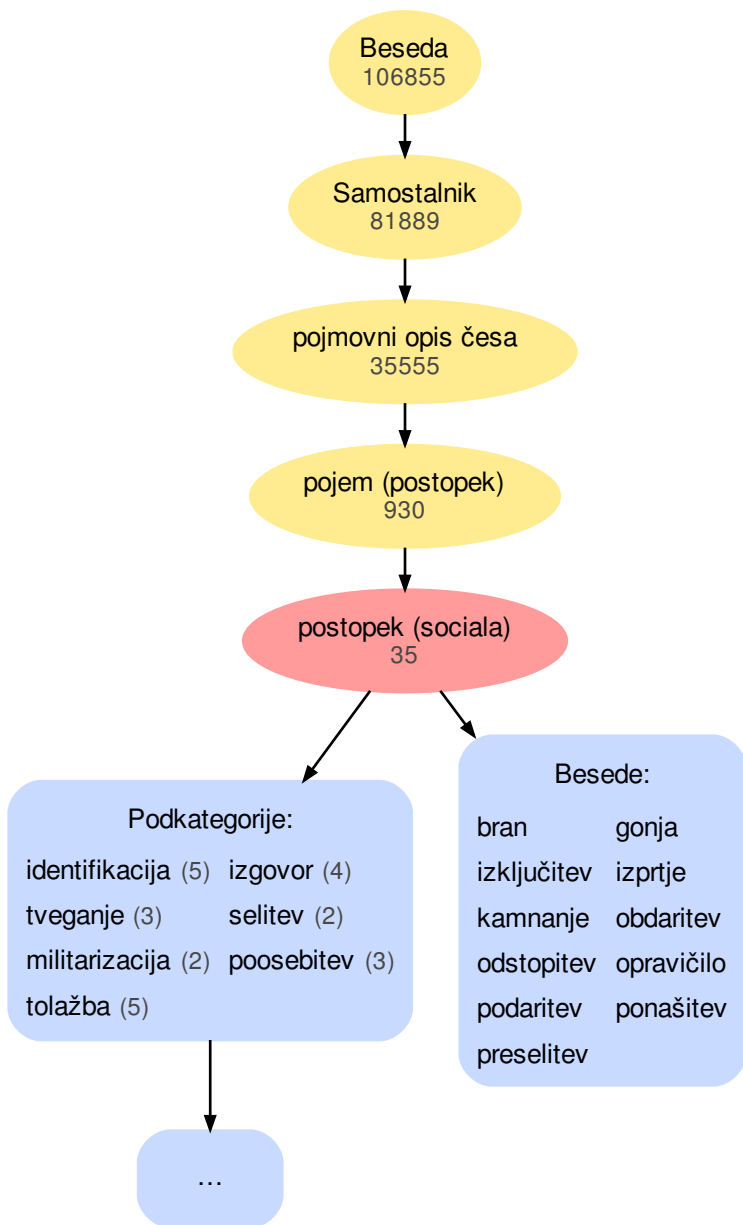 Beseda
106855
Samostalnik
81889
pojmovni opis česa
35555
pojem (postopek)
930
postopek (sociala)
35
Podkategorije:
identifikacija (5) izgovor (4)
tveganje (3) selitev (2)
militarizacija (2) poosebitev (3)
tolažba (5)
Besede:
bran gonja
izključitev izprtje
kamnanje obdaritev
odstopitev opravičilo
podaritev ponašitev
preselitev
...